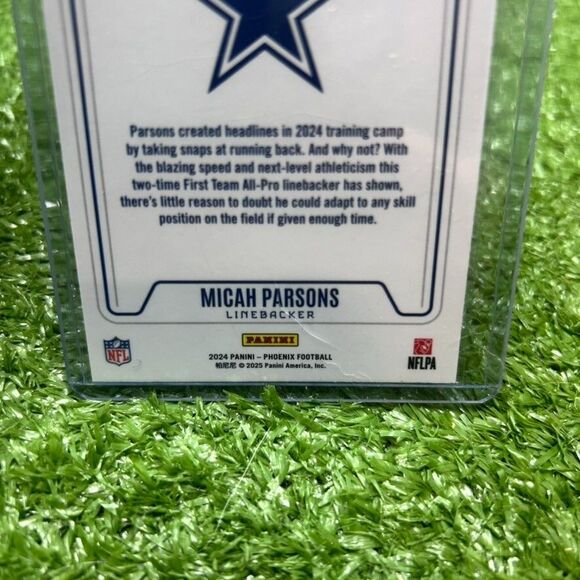 Parsons created headlines in 2024 training camp
by taking snaps at running back. And why not? With
the blazing speed and next-level athleticism this
two-time First Team All-Pro linebacker has shown,
there's little reason to doubt he could adapt to any skill
position on the field if given enough time.
MICAH PARSONS
LINEBACKER
NFL
PANINI
2024 PANINI – PHOENIX FOOTBALL
帕尼尼 © 2025 Panini America, Inc.
NFLPA